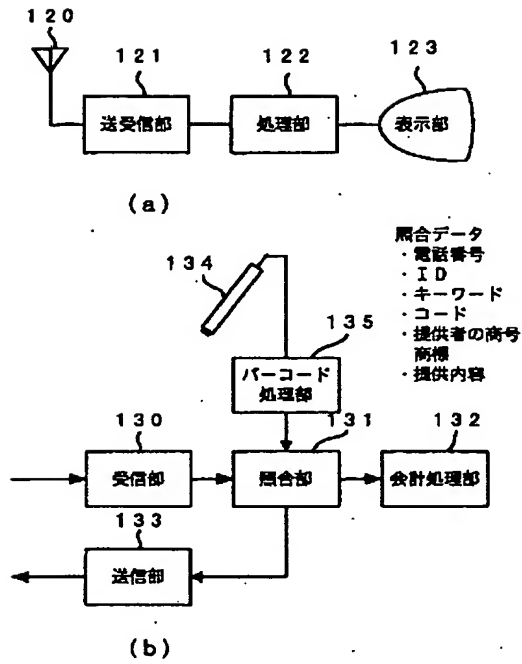 120
121
122
123
送受信部
処理部
表示部
(a)
照合データ
・電話番号
・ID
・キーワード
・コード
・提供者の商号
商標
・提供内容
134
135
バーコード
処理部
130
131
132
受信部
照合部
会計処理部
133
送信部
(b)